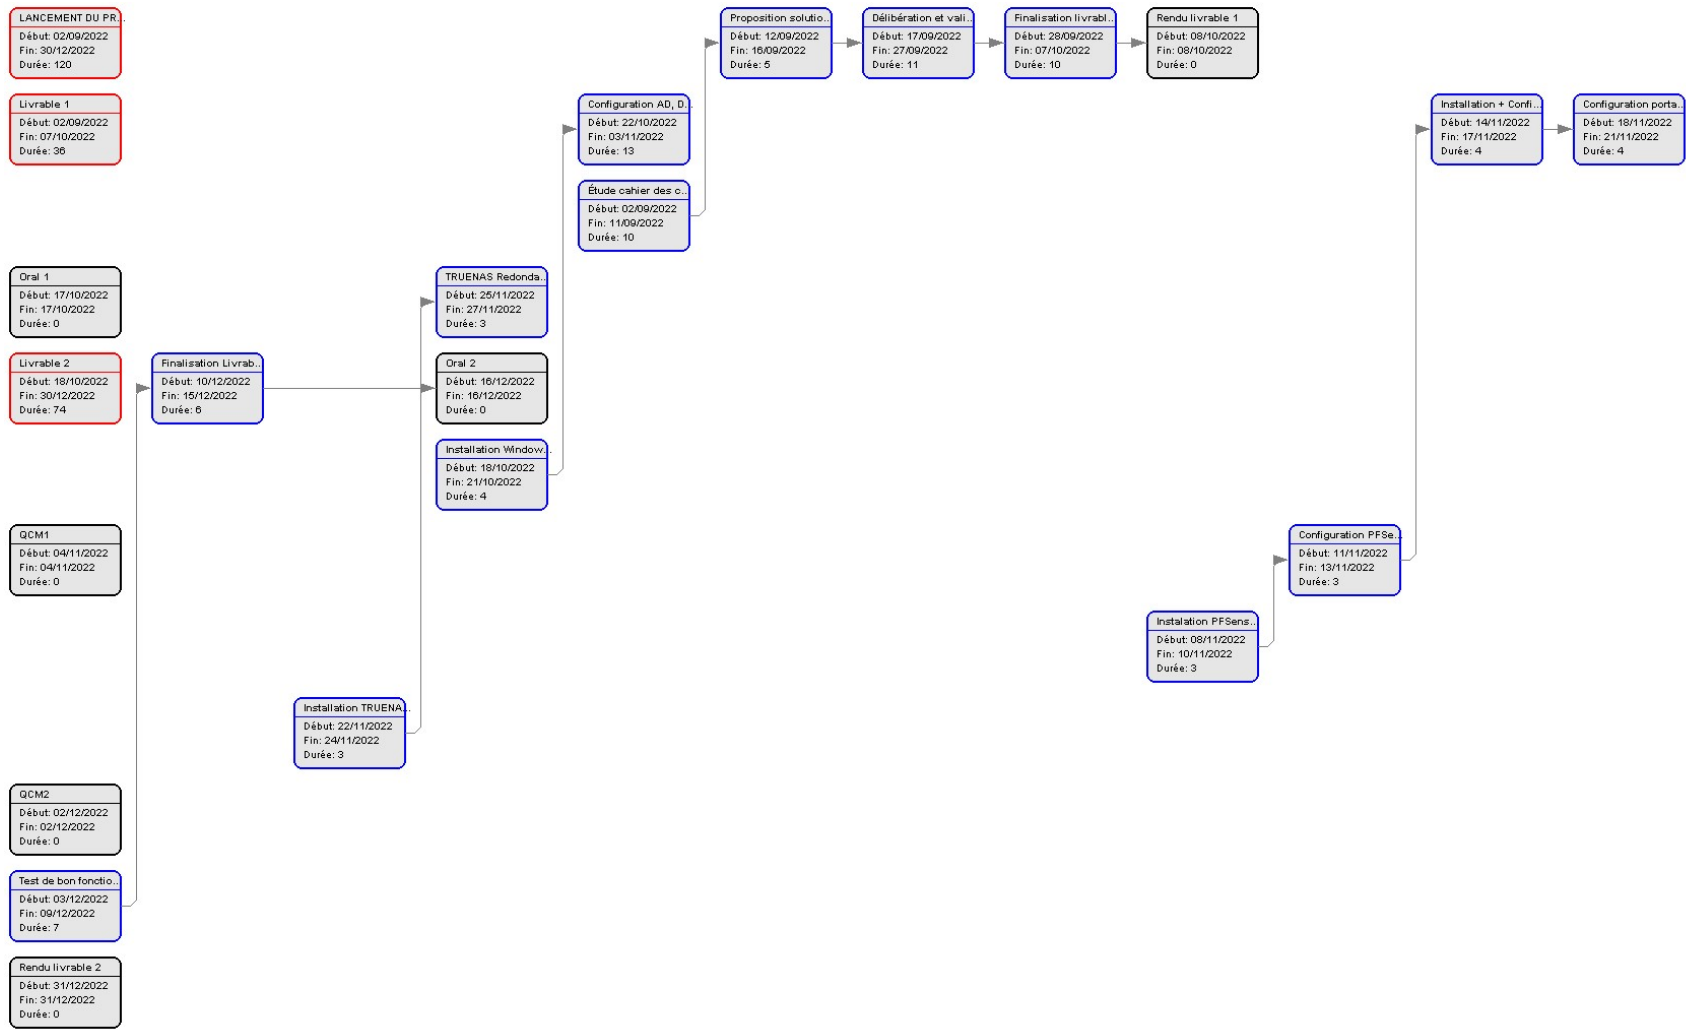 LANCEMENT DU PR...
Début: 02/09/2022
Fin: 30/12/2022
Durée: 120
Proposition solutio...
Début: 12/09/2022
Fin: 16/09/2022
Durée: 5
Délibération et vali...
Début: 17/09/2022
Fin: 27/09/2022
Durée: 11
Finalisation livrabl...
Début: 28/09/2022
Fin: 07/10/2022
Durée: 10
Rendu livrable 1
Début: 08/10/2022
Fin: 08/10/2022
Durée: 0
Livrable 1
Début: 02/09/2022
Fin: 07/10/2022
Durée: 36
Configuration AD, D...
Début: 22/10/2022
Fin: 03/11/2022
Durée: 13
Installation + Confi...
Début: 14/11/2022
Fin: 17/11/2022
Durée: 4
Configuration porta...
Début: 18/11/2022
Fin: 21/11/2022
Durée: 4
Étude cahier des c...
Début: 02/09/2022
Fin: 11/09/2022
Durée: 10
Oral 1
Début: 17/10/2022
Fin: 17/10/2022
Durée: 0
TRUENAS Redonda...
Début: 25/11/2022
Fin: 27/11/2022
Durée: 3
Livrable 2
Début: 18/10/2022
Fin: 30/12/2022
Durée: 74
Finalisation Livrab...
Début: 10/12/2022
Fin: 15/12/2022
Durée: 6
Oral 2
Début: 16/12/2022
Fin: 16/12/2022
Durée: 0
Installation Window...
Début: 18/10/2022
Fin: 21/10/2022
Durée: 4
QCM1
Début: 04/11/2022
Fin: 04/11/2022
Durée: 0
Configuration PFSe...
Début: 11/11/2022
Fin: 13/11/2022
Durée: 3
Instalation PFSens...
Début: 08/11/2022
Fin: 10/11/2022
Durée: 3
Installation TRUENA...
Début: 22/11/2022
Fin: 24/11/2022
Durée: 3
QCM2
Début: 02/12/2022
Fin: 02/12/2022
Durée: 0
Test de bon fonctio...
Début: 03/12/2022
Fin: 09/12/2022
Durée: 7
Rendu livrable 2
Début: 31/12/2022
Fin: 31/12/2022
Durée: 0